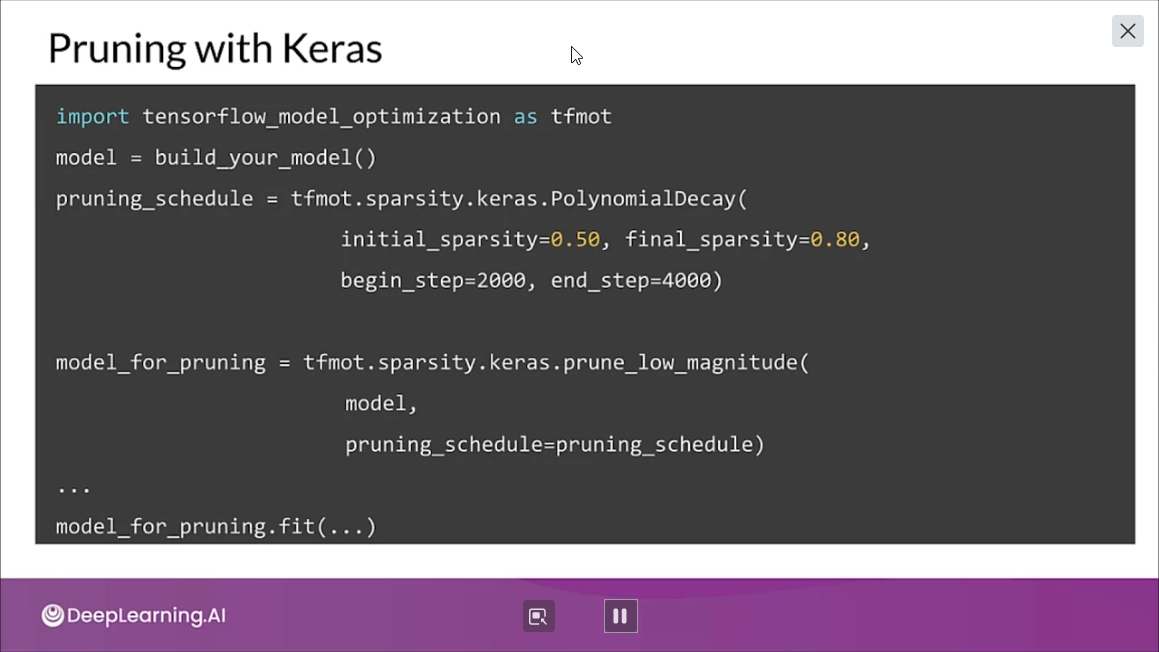 Pruning with Keras
import tensorflow_model_optimization as tfmot
model = build_your_model()
pruning_schedule = tfmot.sparsity.keras.PolynomialDecay(
initial_sparsity=0.50, final_sparsity=0.80,
begin_step=2000, end_step=4000)
model_for_pruning = tfmot.sparsity.keras.prune_low_magnitude(
model,
pruning_schedule=pruning_schedule)
...
model_for_pruning.fit(...)
DeepLearning.AI